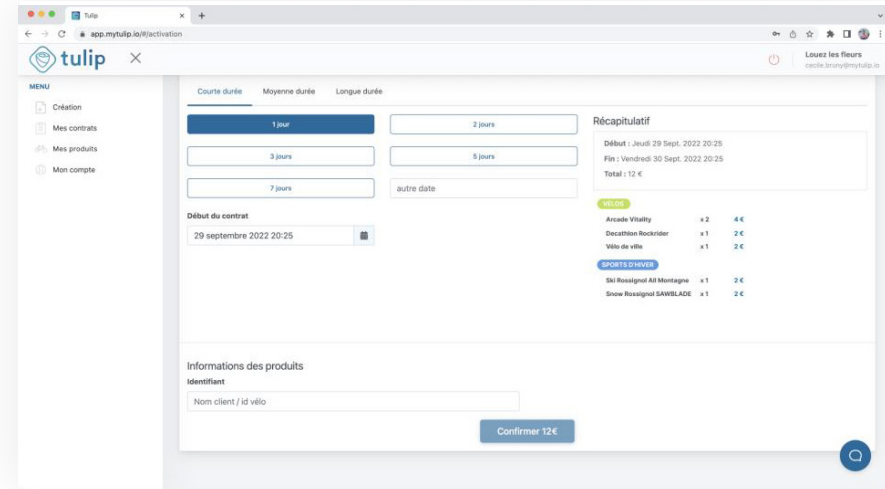 Tulip
app.mytulip.io/#/activation
tulip
Louez les fleurs
cecile.bruny@mytulip.io
MENU
Création
Mes contrats
Mes produits
Mon compte
Courte durée Moyenne durée Longue durée
1 jour 2 jours
3 jours 5 jours
7 jours autre date
Début du contrat
29 septembre 2022 20:25
Récapitulatif
Début : Jeudi 29 Sept. 2022 20:25
Fin : Vendredi 30 Sept. 2022 20:25
Total : 12 €
VÉLOS
Arcade Vitality x 2 4 €
Decathlon Rockrider x 1 2 €
Vélo de ville x 1 2 €
SPORTS D'HIVER
Ski Rossignol All Montagne x 1 2 €
Snow Rossignol SAWBLADE x 1 2 €
Informations des produits
Identifiant
Nom client / id vélo
Confirmer 12€